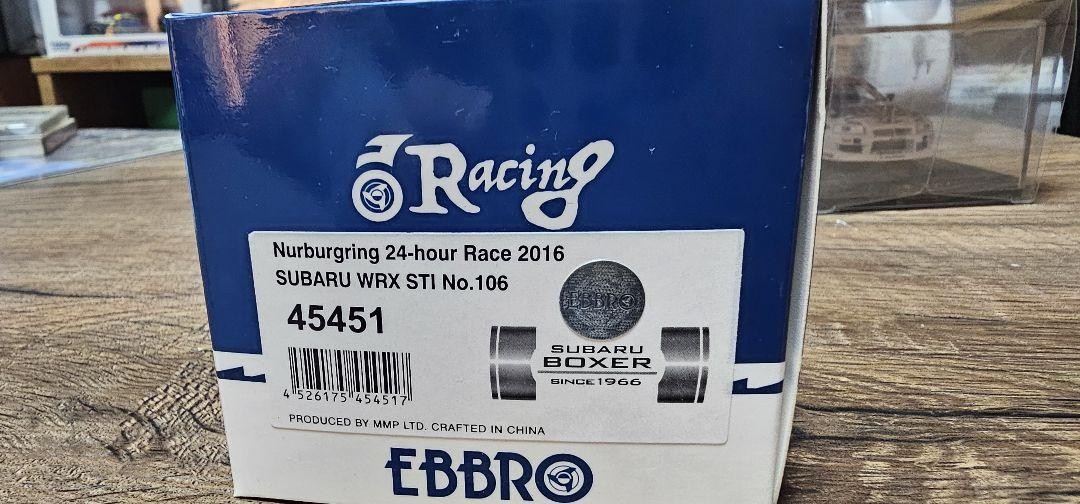 Racing
Nurburgring 24-hour Race 2016
SUBARU WRX STI No.106
45451
EBBRO
SUBARU
BOXER
SINCE1966
4 526175 454517
PRODUCED BY MMP LTD. CRAFTED IN CHINA
EBBRO